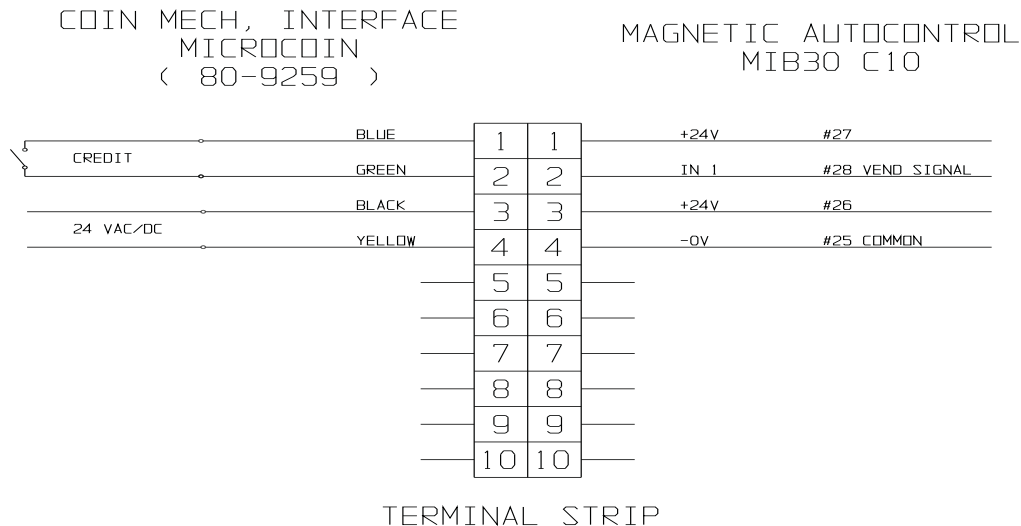 COIN MECH, INTERFACE
MICROCOIN
( 80-9259 )
MAGNETIC AUTOCONTROL
MIB30 C10
BLUE 1 1 +24V #27
CREDIT
GREEN 2 2 IN 1 #28 VEND SIGNAL
BLACK 3 3 +24V #26
24 VAC/DC
YELLOW 4 4 -0V #25 COMMON
5 5
6 6
7 7
8 8
9 9
10 10
TERMINAL STRIP